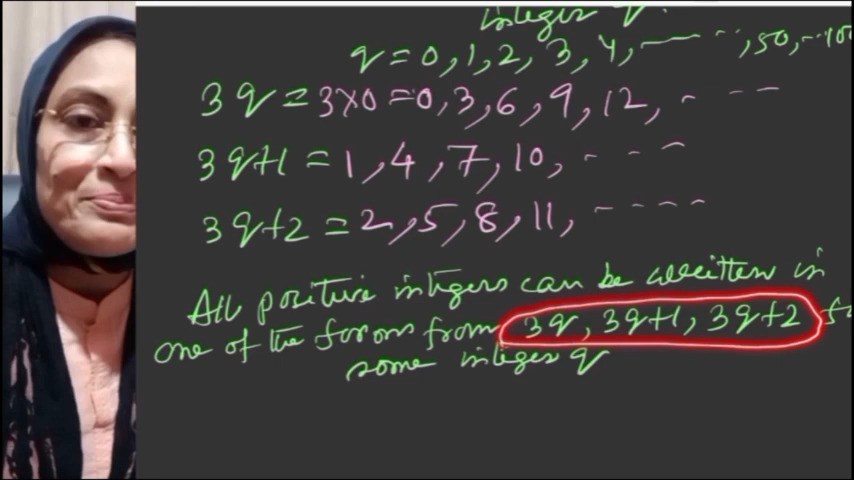 integer q.
q = 0, 1, 2, 3, 4, ——— --, 50, --100
3q = 3×0 = 0, 3, 6, 9, 12, - --
3q+1 = 1, 4, 7, 10, - - - -
3q+2 = 2, 5, 8, 11, - - - -
All positive integers can be written in
one of the forms from 3q, 3q+1, 3q+2
some integer q